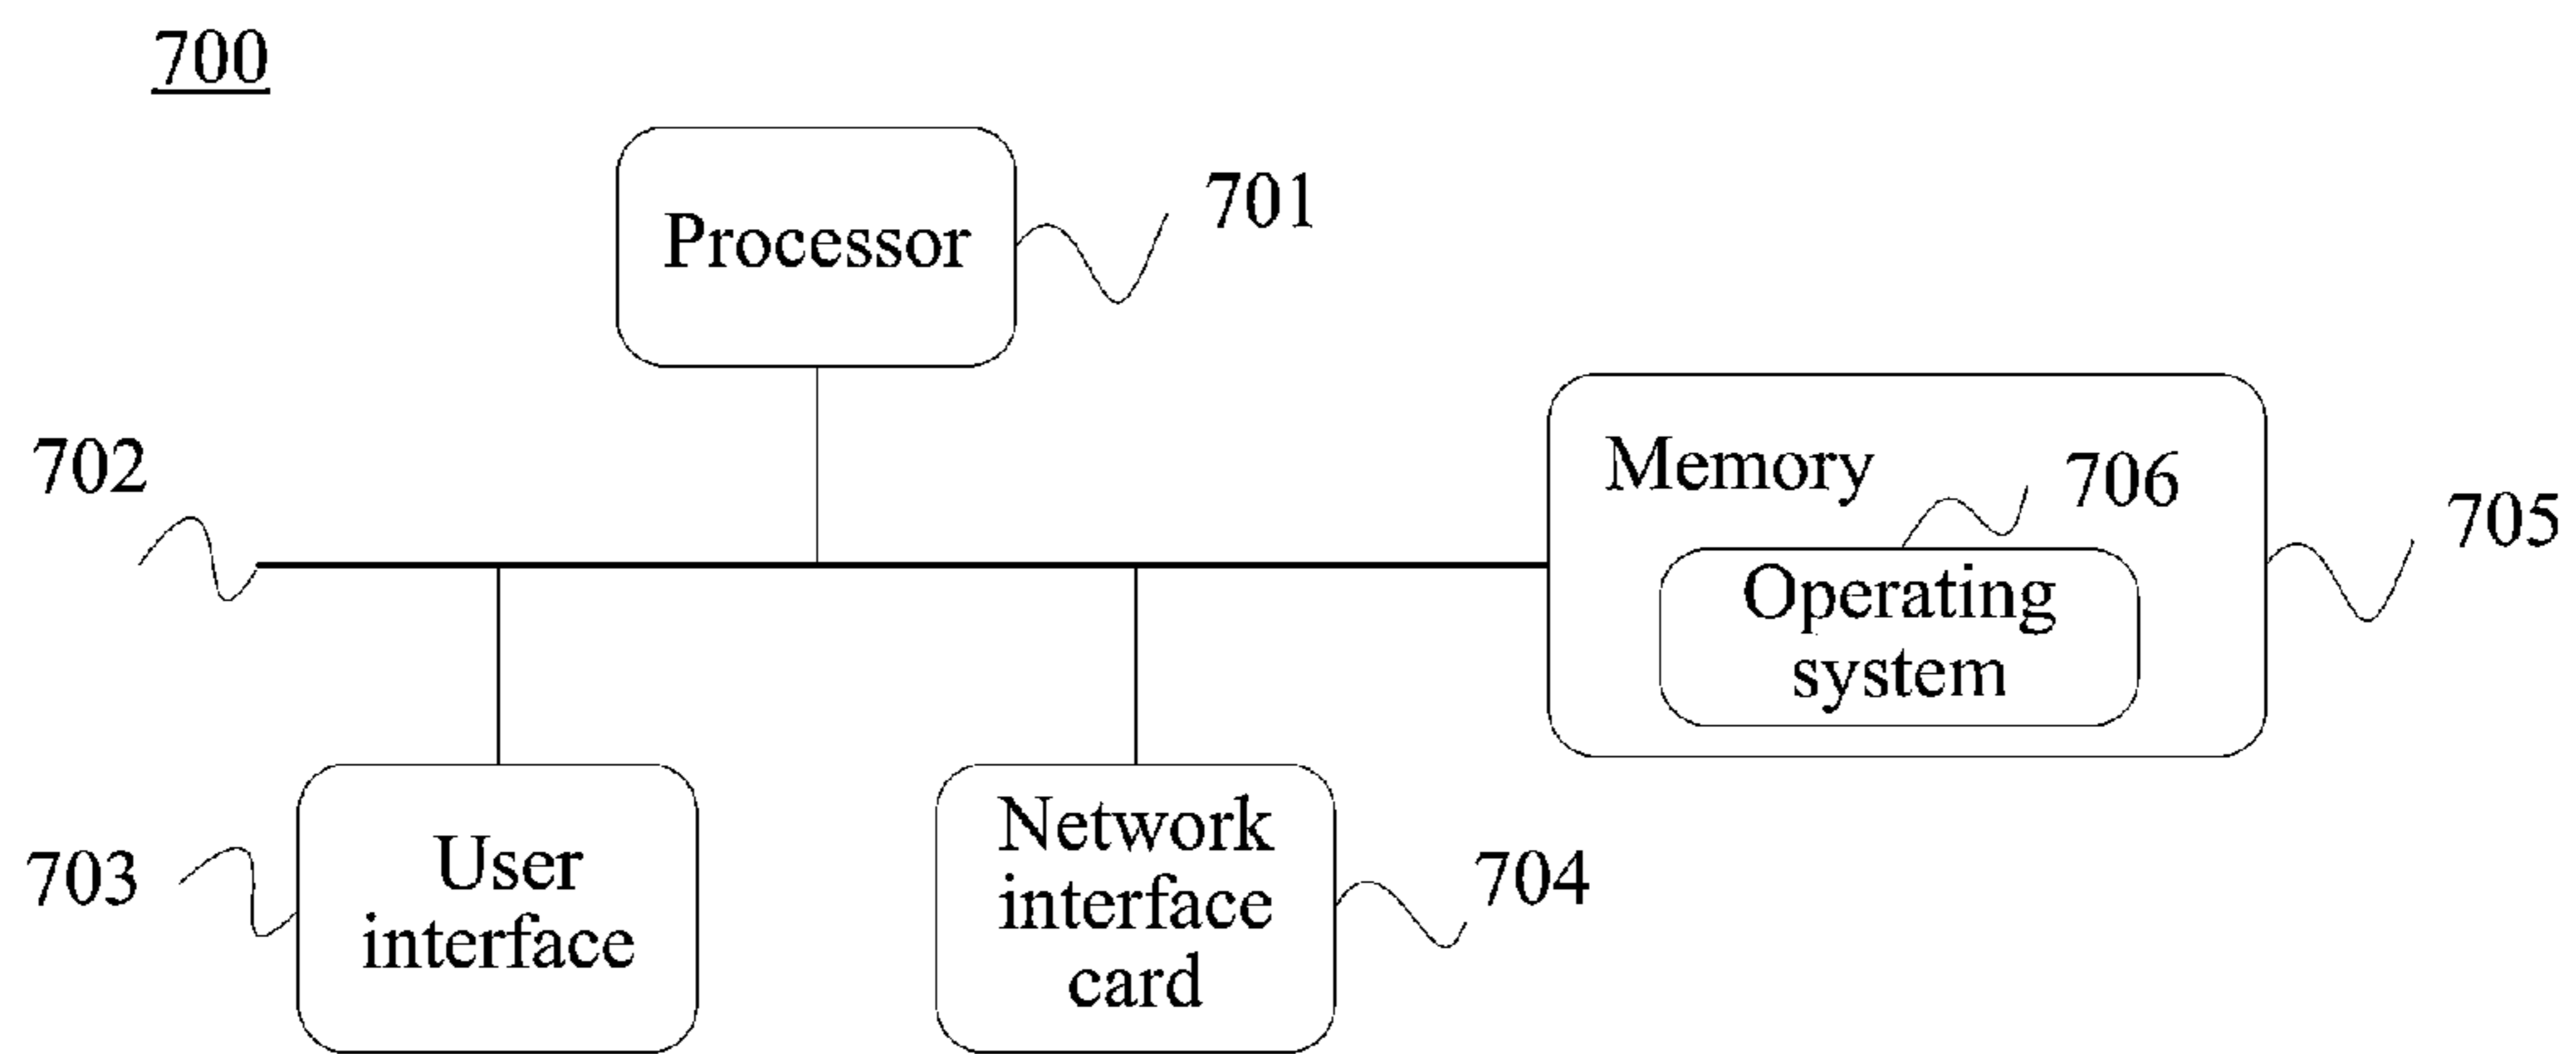 700
Processor
701
702
Memory
706
705
Operating
system
703
User
interface
Network
interface
card
704